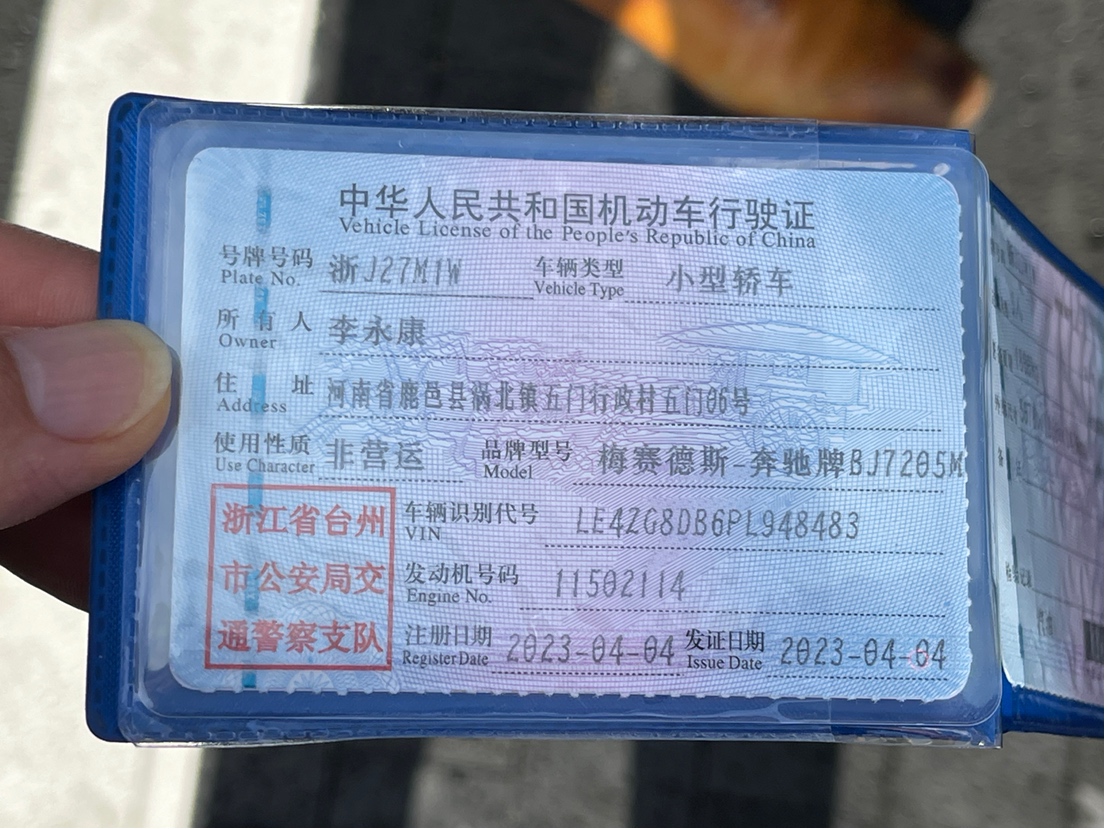 中华人民共和国机动车行驶证
Vehicle License of the People's Republic of China
号牌号码 浙J27M1W 车辆类型 小型轿车
Plate No. Vehicle Type
所有人 李永康
Owner
住址 河南省鹿邑县涡北镇五门行政村五门06号
Address
使用性质 非营运 品牌型号 梅赛德斯-奔驰牌BJ7205M
Use Character Model
浙江省台州
市公安局交
通警察支队
车辆识别代号 LE4ZG8DB6PL948483
VIN
发动机号码 11502114
Engine No.
注册日期 2023-04-04 发证日期 2023-04-04
Register Date Issue Date